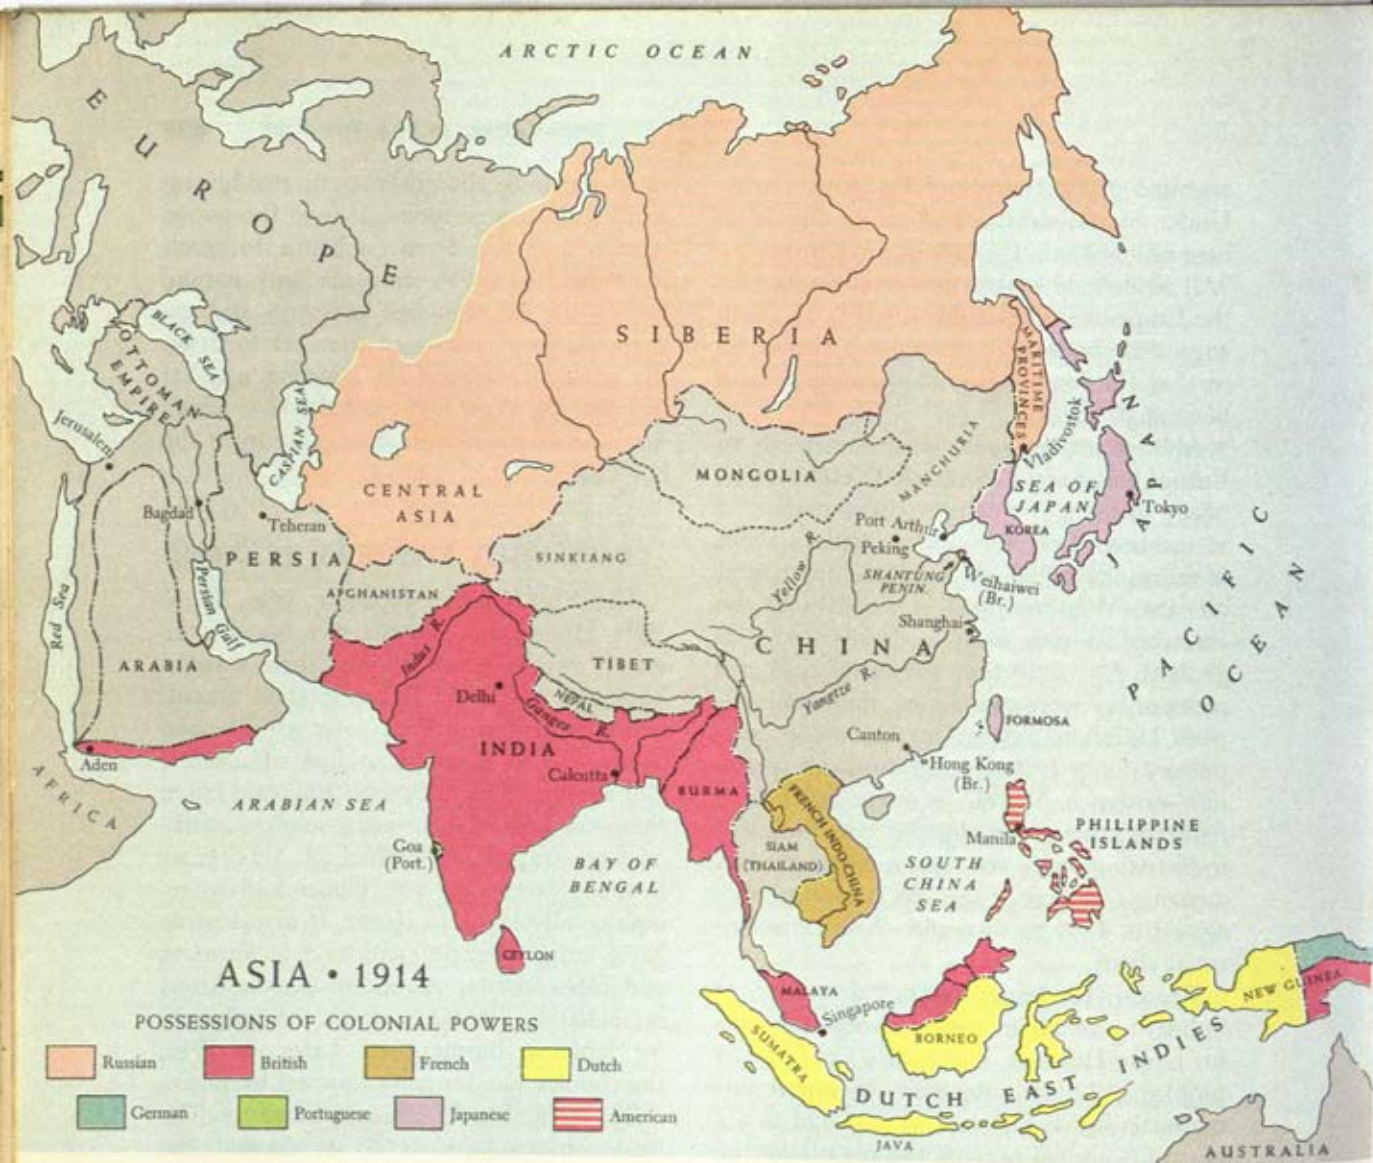 ARCTIC OCEAN
EUROPE
SIBERIA
BLACK SEA
OTTOMAN
EMPIRE
CASPIAN SEA
Jerusalem
Bagdad
Teheran
PERSIA
Persian Gulf
Red Sea
ARABIA
Aden
AFRICA
ARABIAN SEA
CENTRAL
ASIA
AFGHANISTAN
SINKIANG
MONGOLIA
MANCHURIA
MARITIME
PROVINCES
Vladivostok
SEA OF
JAPAN
JAPAN
Tokyo
KOREA
Port Arthur
Peking
SHANTUNG
PENIN.
Weihaiwei
(Br.)
Yellow R.
Shanghai
CHINA
TIBET
NEPAL
Indus R.
Delhi
Ganges R.
INDIA
Calcutta
BURMA
Yangtze R.
Canton
Hong Kong
(Br.)
FORMOSA
PACIFIC
OCEAN
Goa
(Port.)
BAY OF
BENGAL
CEYLON
SIAM
(THAILAND)
FRENCH INDO-CHINA
SOUTH
CHINA
SEA
Manila
PHILIPPINE
ISLANDS
MALAYA
Singapore
SUMATRA
BORNEO
NEW GUINEA
DUTCH EAST INDIES
JAVA
AUSTRALIA
ASIA • 1914
POSSESSIONS OF COLONIAL POWERS
Russian British French Dutch
German Portuguese Japanese American